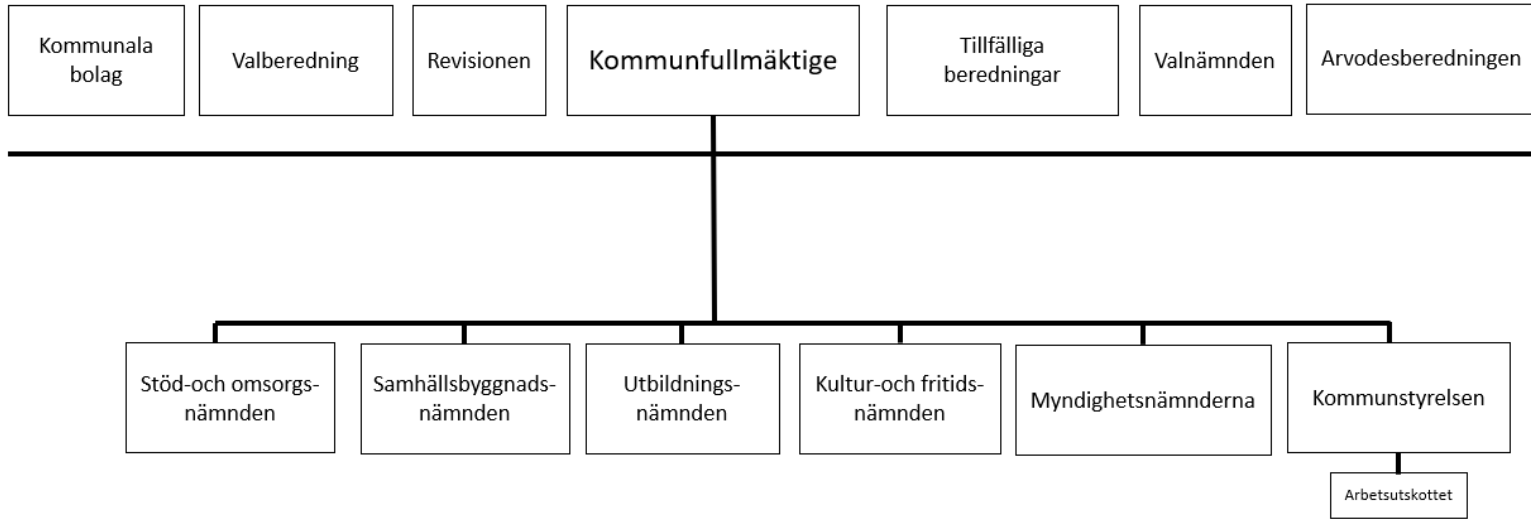 Kommunala
bolag
Valberedning
Revisionen
Kommunfullmäktige
Tillfälliga
beredningar
Valnämnden
Arvodesberedningen
Stöd-och omsorgs-
nämnden
Samhällsbyggnads-
nämnden
Utbildnings-
nämnden
Kultur-och fritids-
nämnden
Myndighetsnämnderna
Kommunstyrelsen
Arbetsutskottet